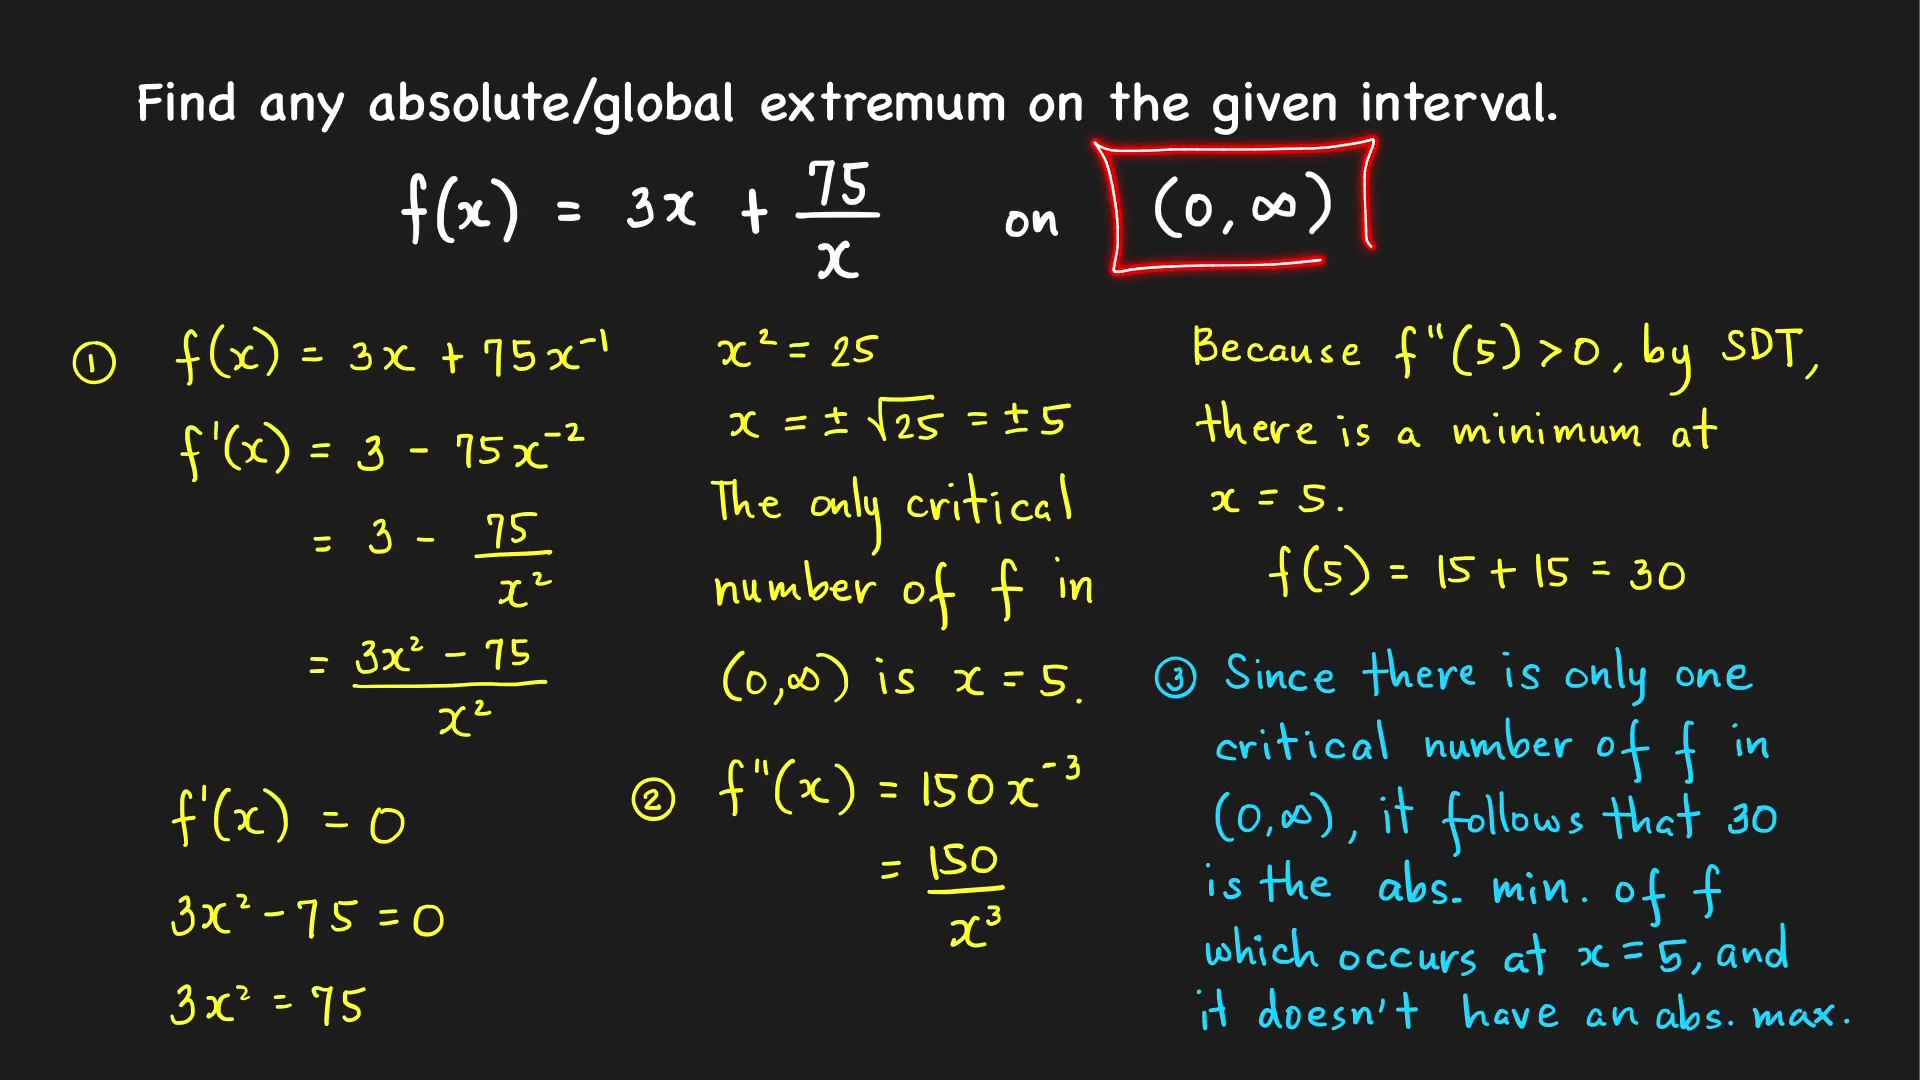 Find any absolute/global extremum on the given interval.
f(x) = 3x + 75/x on (0, ∞)
① f(x) = 3x + 75x⁻¹
f'(x) = 3 - 75x⁻²
= 3 - 75/x²
= (3x² - 75)/x²
f'(x) = 0
3x² - 75 = 0
3x² = 75
x² = 25
x = ± √25 = ± 5
The only critical
number of f in
(0,∞) is x = 5.
② f"(x) = 150x⁻³
= 150/x³
Because f"(5) > 0, by SDT,
there is a minimum at
x = 5.
f(5) = 15 + 15 = 30
③ Since there is only one
critical number of f in
(0,∞), it follows that 30
is the abs. min. of f
which occurs at x = 5, and
it doesn't have an abs. max.